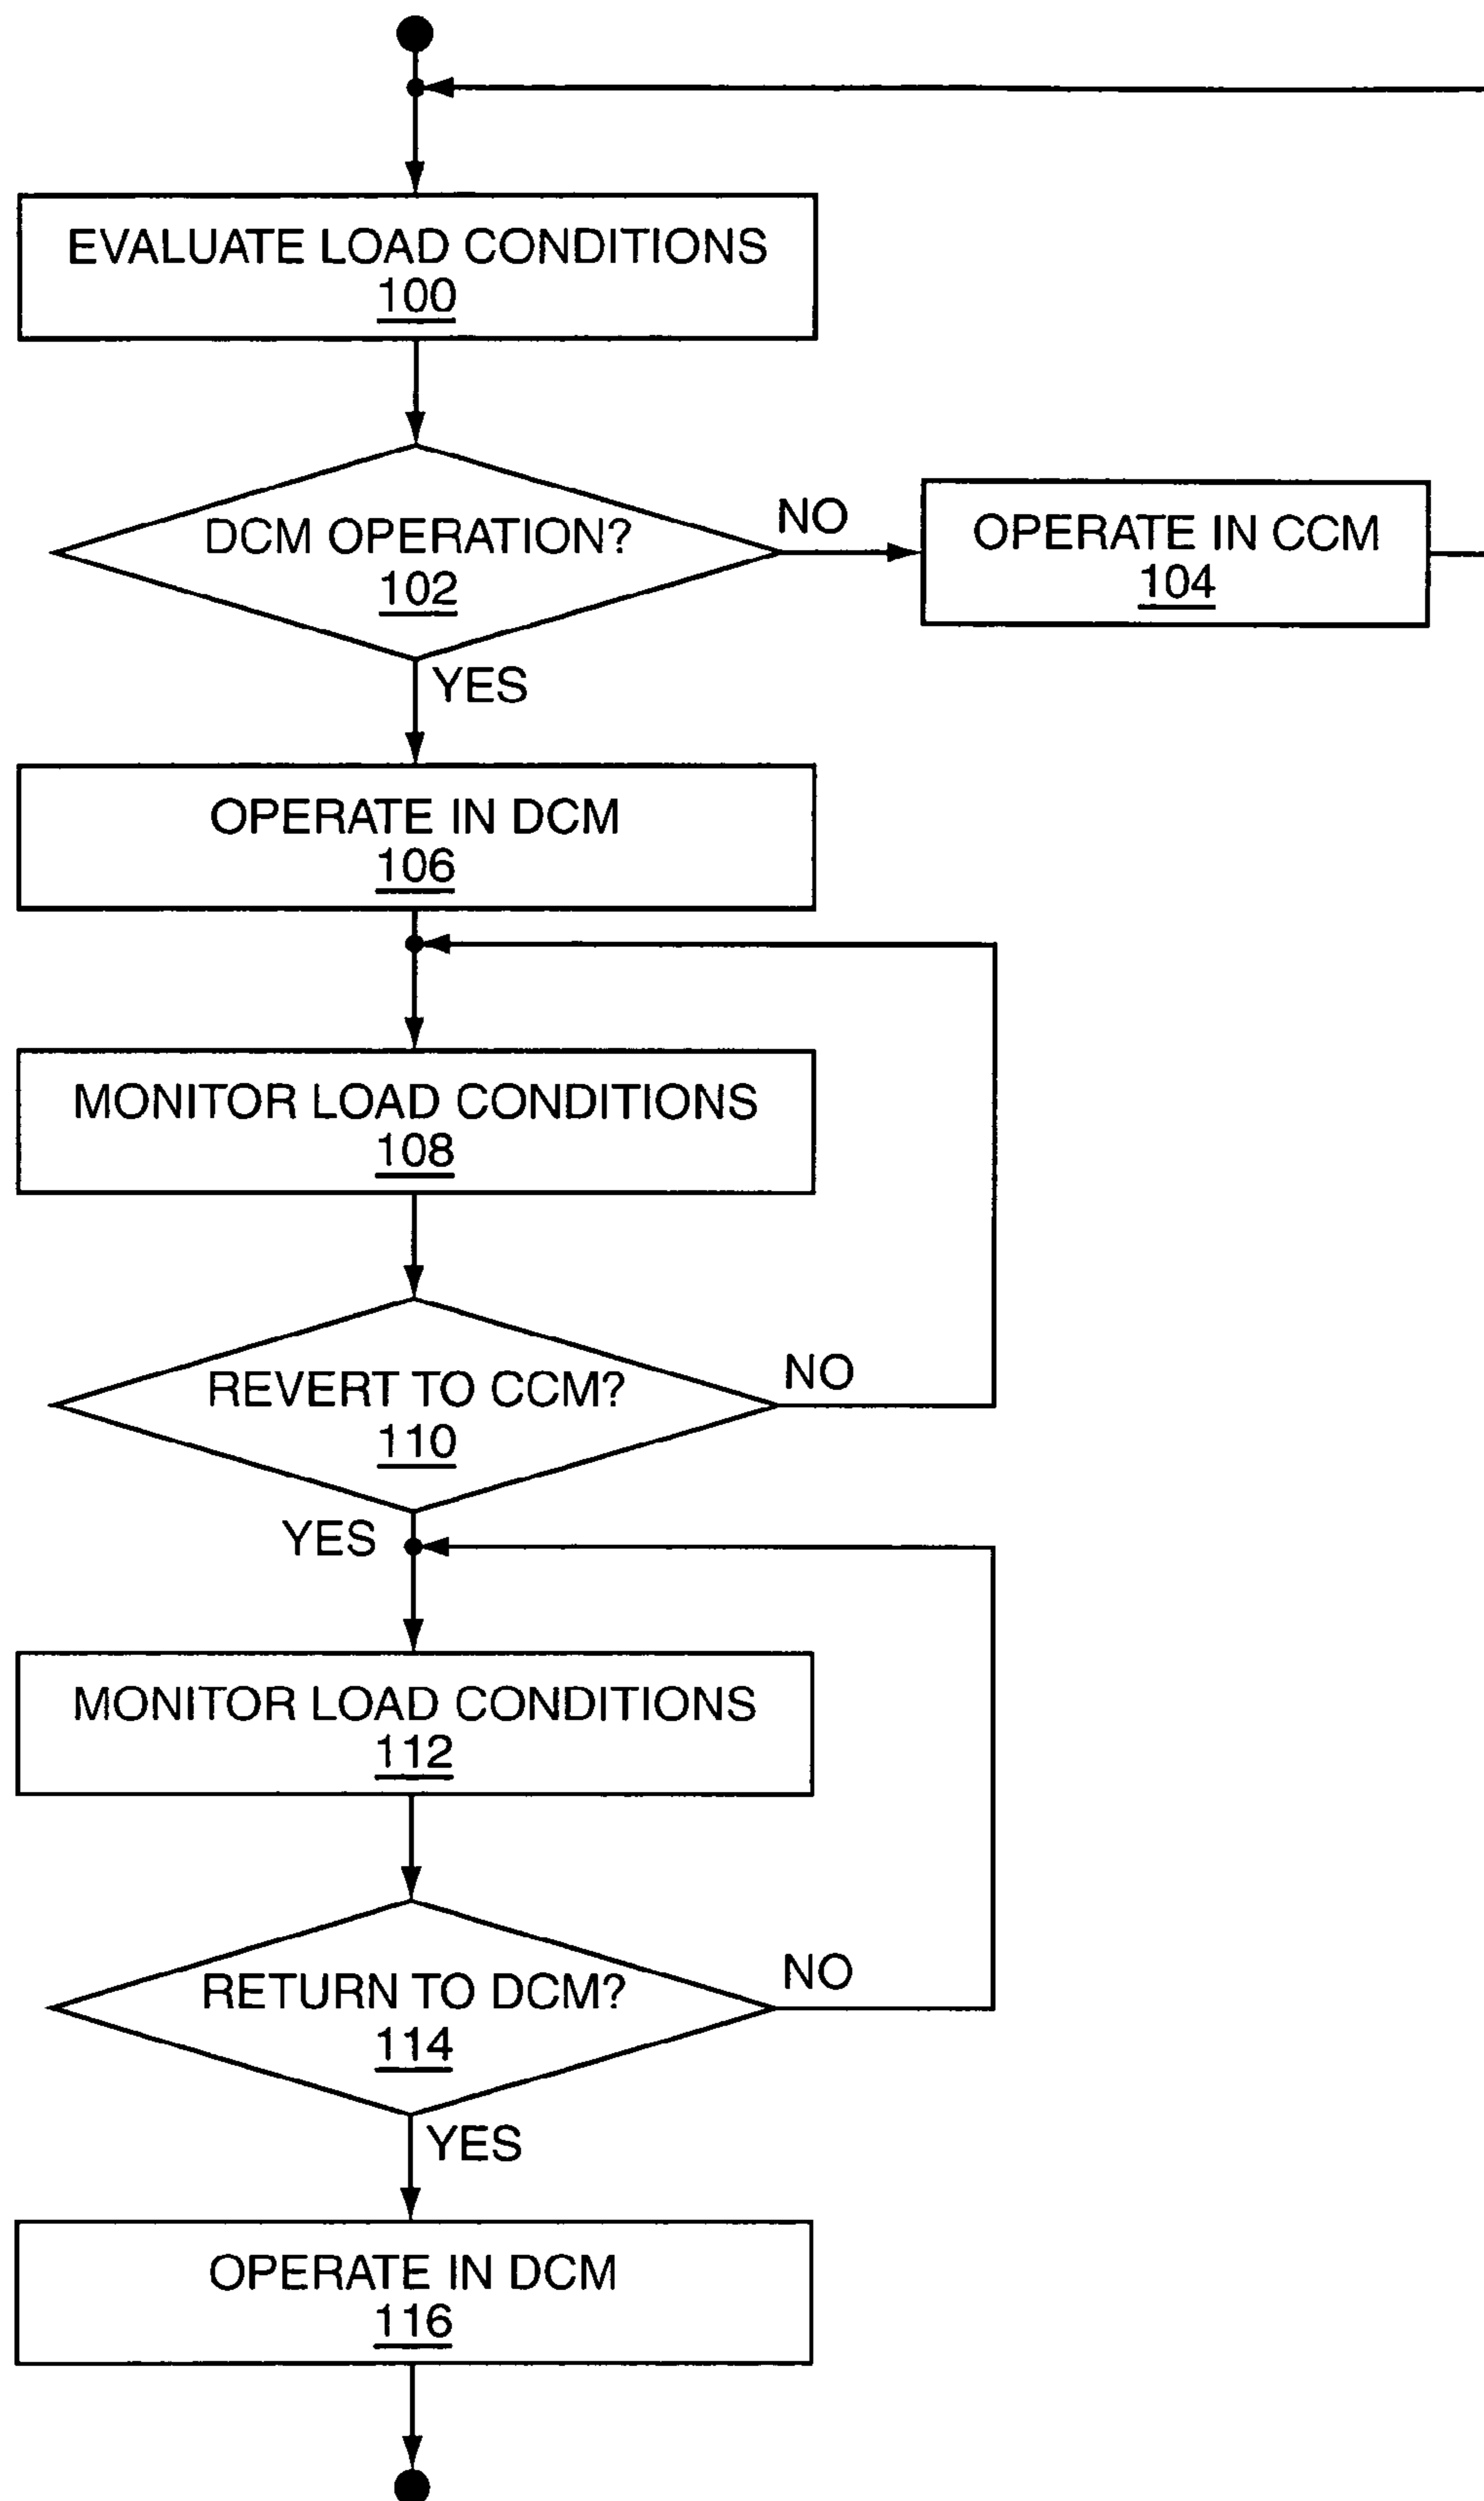 EVALUATE LOAD CONDITIONS
100
DCM OPERATION?
102
NO
OPERATE IN CCM
104
YES
OPERATE IN DCM
106
MONITOR LOAD CONDITIONS
108
REVERT TO CCM?
110
NO
YES
MONITOR LOAD CONDITIONS
112
RETURN TO DCM?
114
NO
YES
OPERATE IN DCM
116